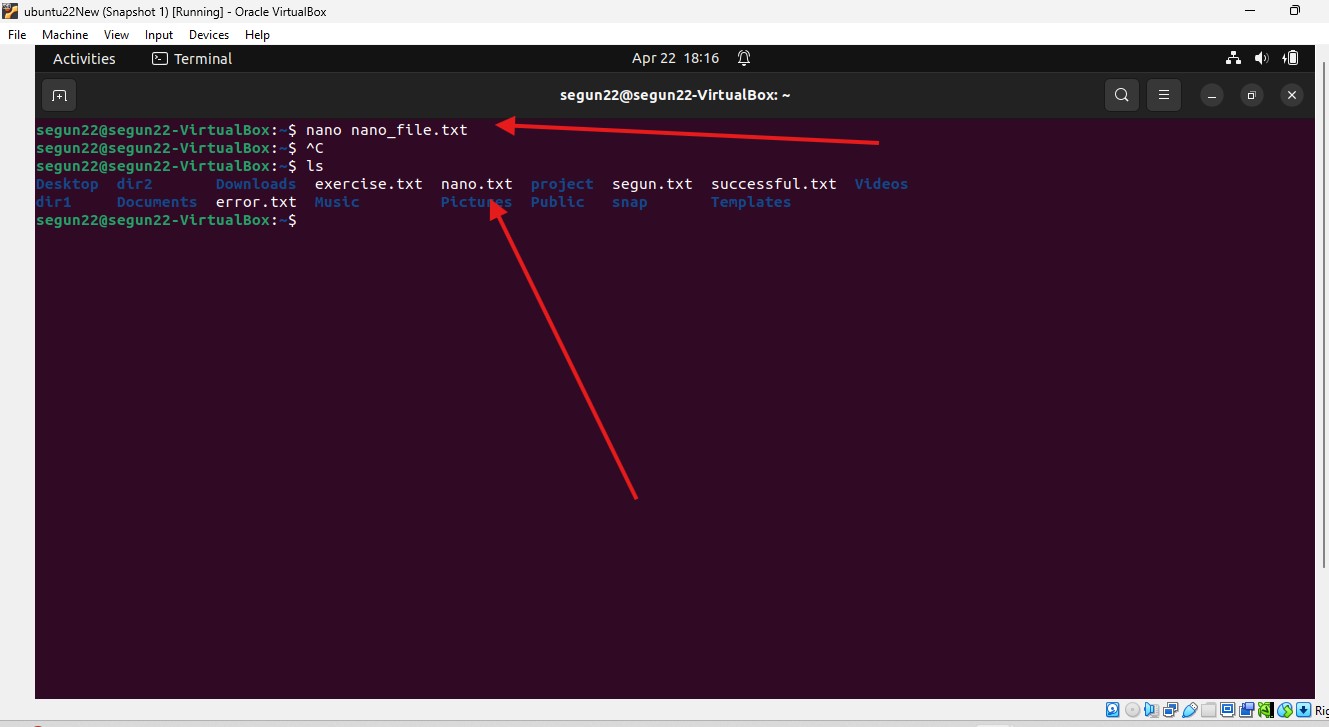 ubuntu22New (Snapshot 1) [Running] - Oracle VirtualBox
File Machine View Input Devices Help
Activities Terminal Apr 22 18:16
segun22@segun22-VirtualBox: ~
segun22@segun22-VirtualBox:~$ nano nano_file.txt
segun22@segun22-VirtualBox:~$ ^C
segun22@segun22-VirtualBox:~$ ls
Desktop dir2 Downloads exercise.txt nano.txt project segun.txt successful.txt Videos
dir1 Documents error.txt Music Pictures Public snap Templates
segun22@segun22-VirtualBox:~$